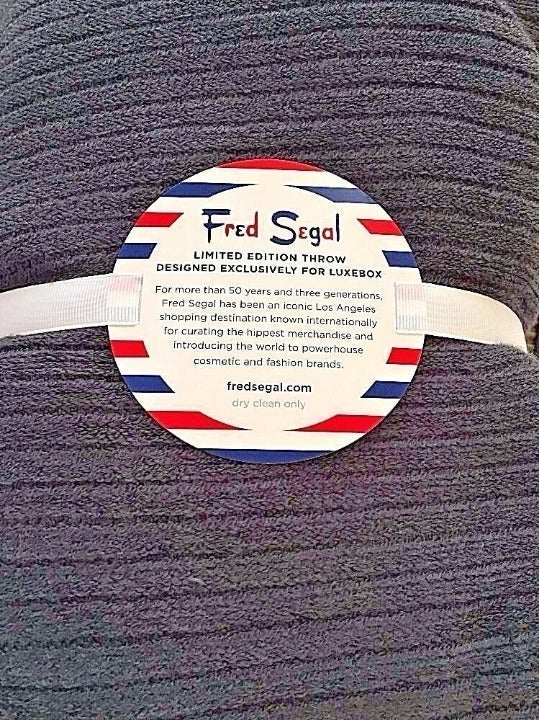 Fred Segal
LIMITED EDITION THROW
DESIGNED EXCLUSIVELY FOR LUXEBOX
For more than 50 years and three generations,
Fred Segal has been an iconic Los Angeles
shopping destination known internationally
for curating the hippest merchandise and
introducing the world to powerhouse
cosmetic and fashion brands.
fredsegal.com
dry clean only